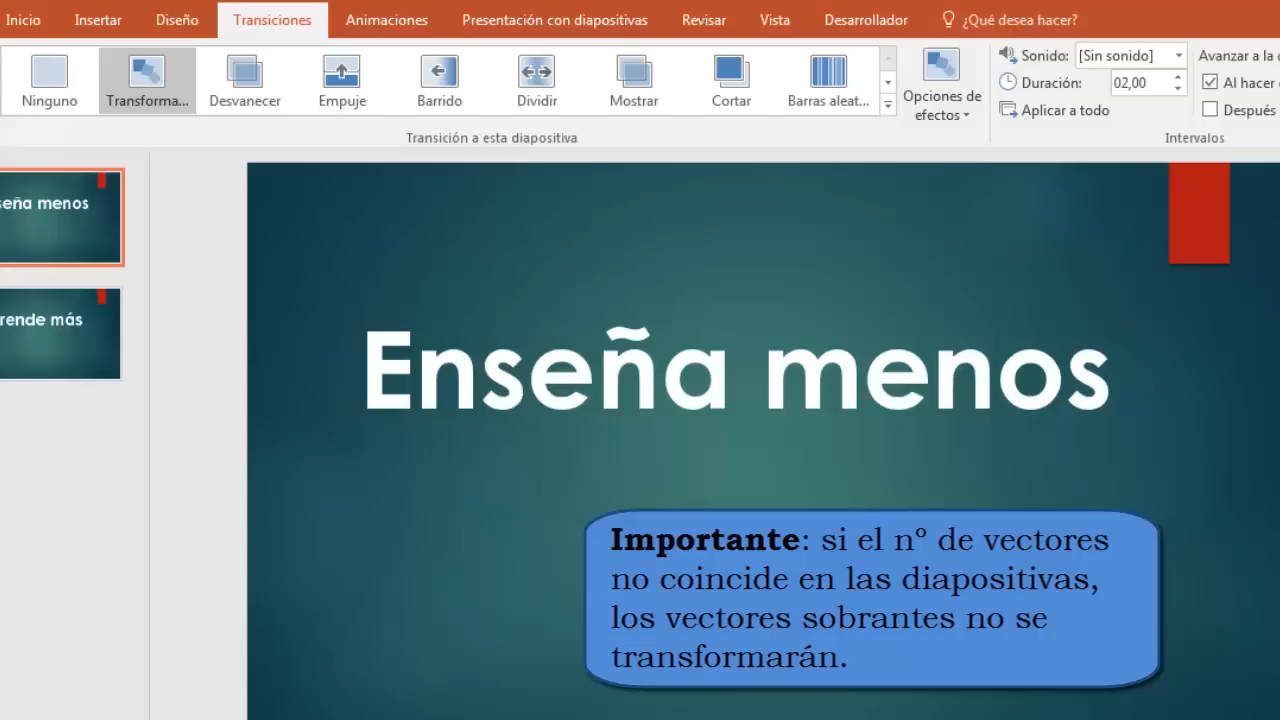 Inicio Insertar Diseño Transiciones Animaciones Presentación con diapositivas Revisar Vista Desarrollador ¿Qué desea hacer?
Ninguno Transforma... Desvanecer Empuje Barrido Dividir Mostrar Cortar Barras aleat...
Opciones de
efectos
Sonido: [Sin sonido]
Duración: 02,00
Aplicar a todo
Avanzar a la
Al hacer
Después
Transición a esta diapositiva
Intervalos
seña menos
rende más
Enseña menos
Importante: si el nº de vectores
no coincide en las diapositivas,
los vectores sobrantes no se
transformarán.